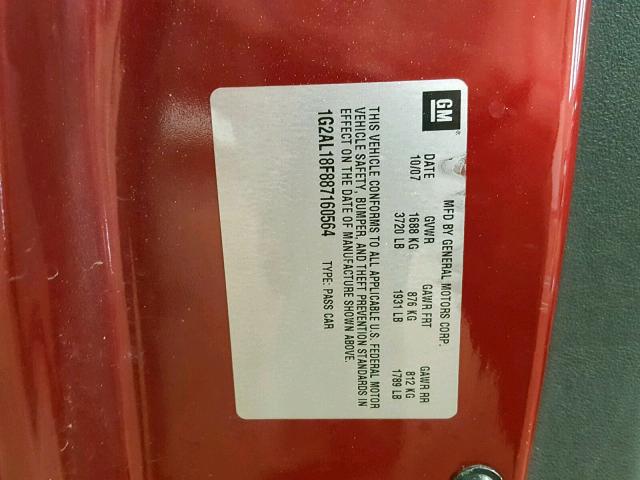 GM
MFD BY GENERAL MOTORS CORP.
DATE GVWR GAWR FRT GAWR RR
10/07 1688 KG 876 KG 812 KG
3720 LB 1931 LB 1789 LB
THIS VEHICLE CONFORMS TO ALL APPLICABLE U.S. FEDERAL MOTOR
VEHICLE SAFETY, BUMPER, AND THEFT PREVENTION STANDARDS IN
EFFECT ON THE DATE OF MANUFACTURE SHOWN ABOVE.
1G2AL18F887160564 TYPE: PASS CAR